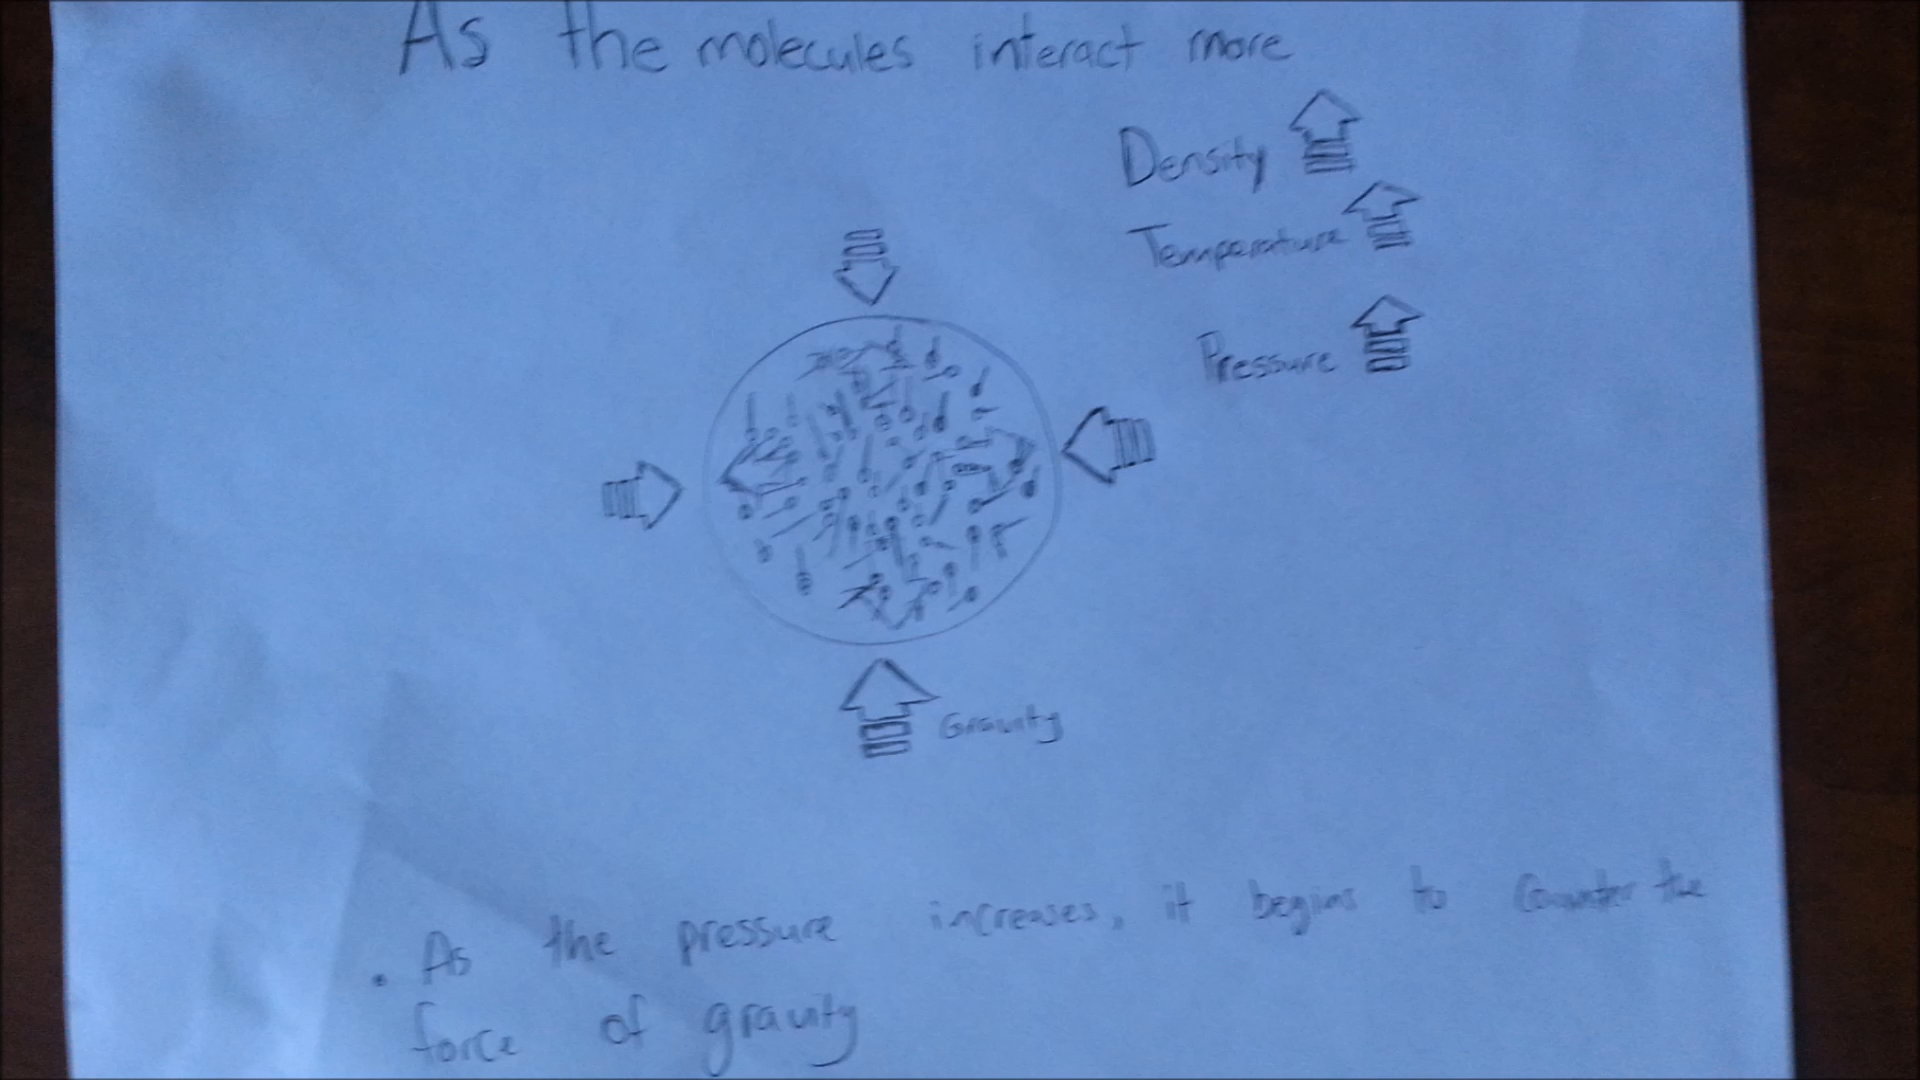 As the molecules interact more
Density
Temperature
Pressure
Gravity
. As the pressure increases, it begins to counter the
force of gravity